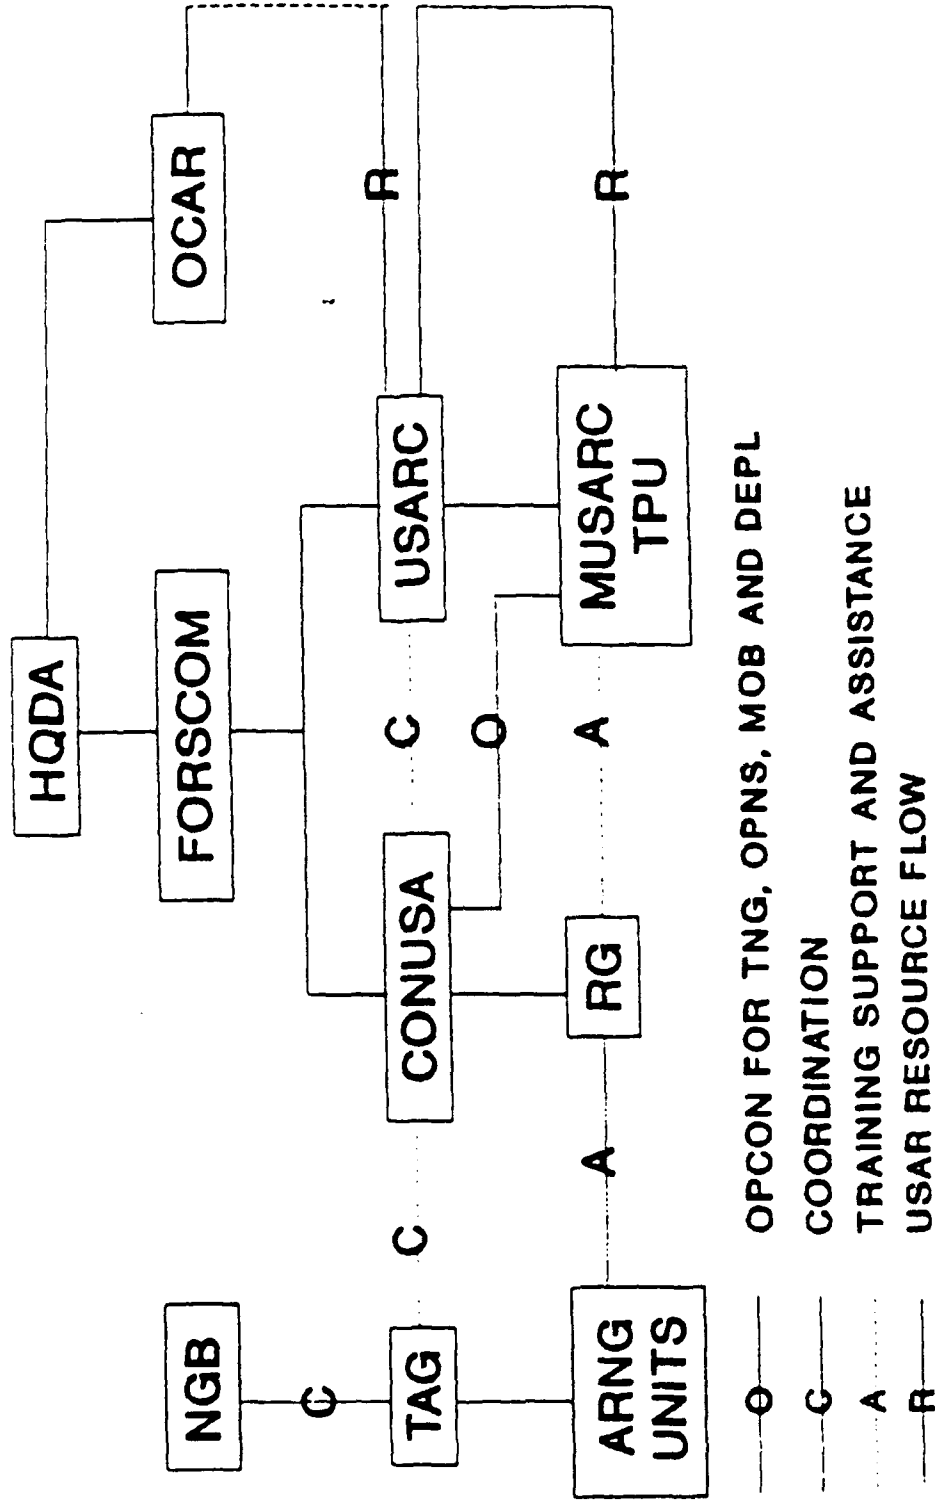 HQDA
FORSCOM
OCAR
NGB
C
TAG
C
CONUSA
C
USARC
R
O
ARNG
UNITS
A
RG
A
MUSARC
TPU
R
O OPCON FOR TNG, OPNS, MOB AND DEPL
C COORDINATION
A TRAINING SUPPORT AND ASSISTANCE
R USAR RESOURCE FLOW